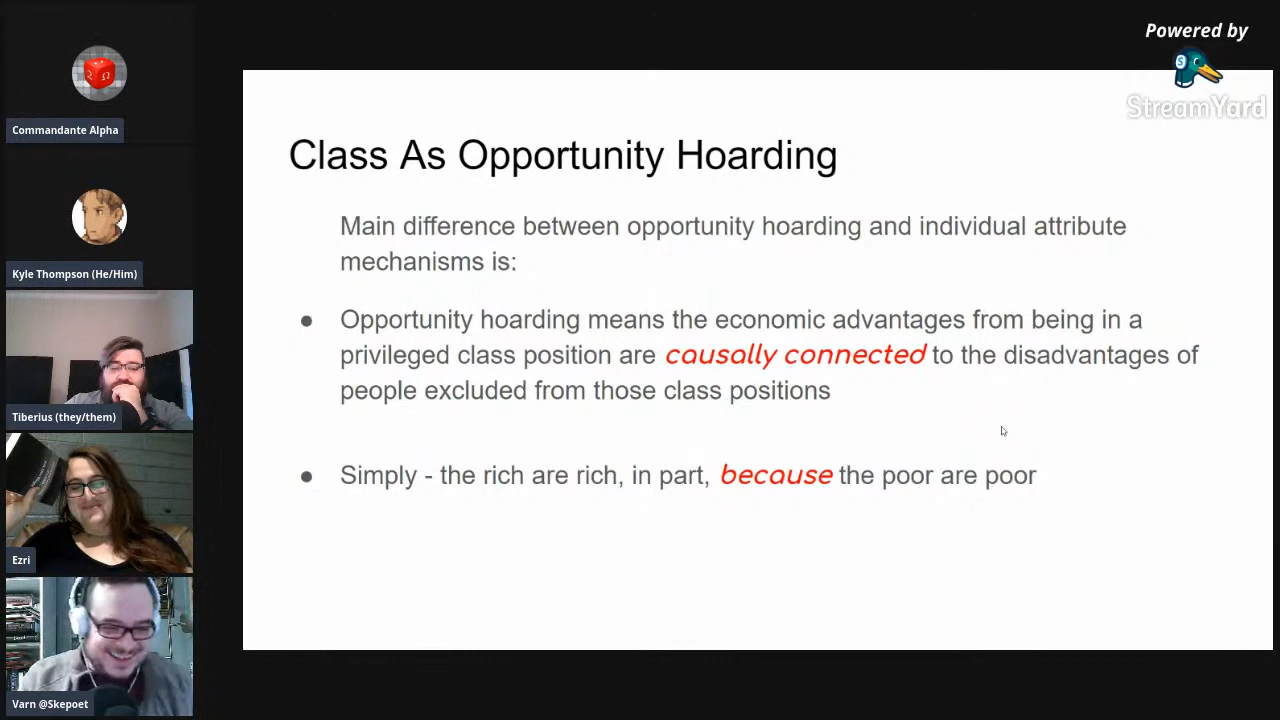 Powered by
StreamYard
Commandante Alpha
Kyle Thompson (He/Him)
Tiberius (they/them)
Ezri
Varn @Skepoet
Class As Opportunity Hoarding
Main difference between opportunity hoarding and individual attribute
mechanisms is:
● Opportunity hoarding means the economic advantages from being in a
privileged class position are causally connected to the disadvantages of
people excluded from those class positions
● Simply - the rich are rich, in part, because the poor are poor